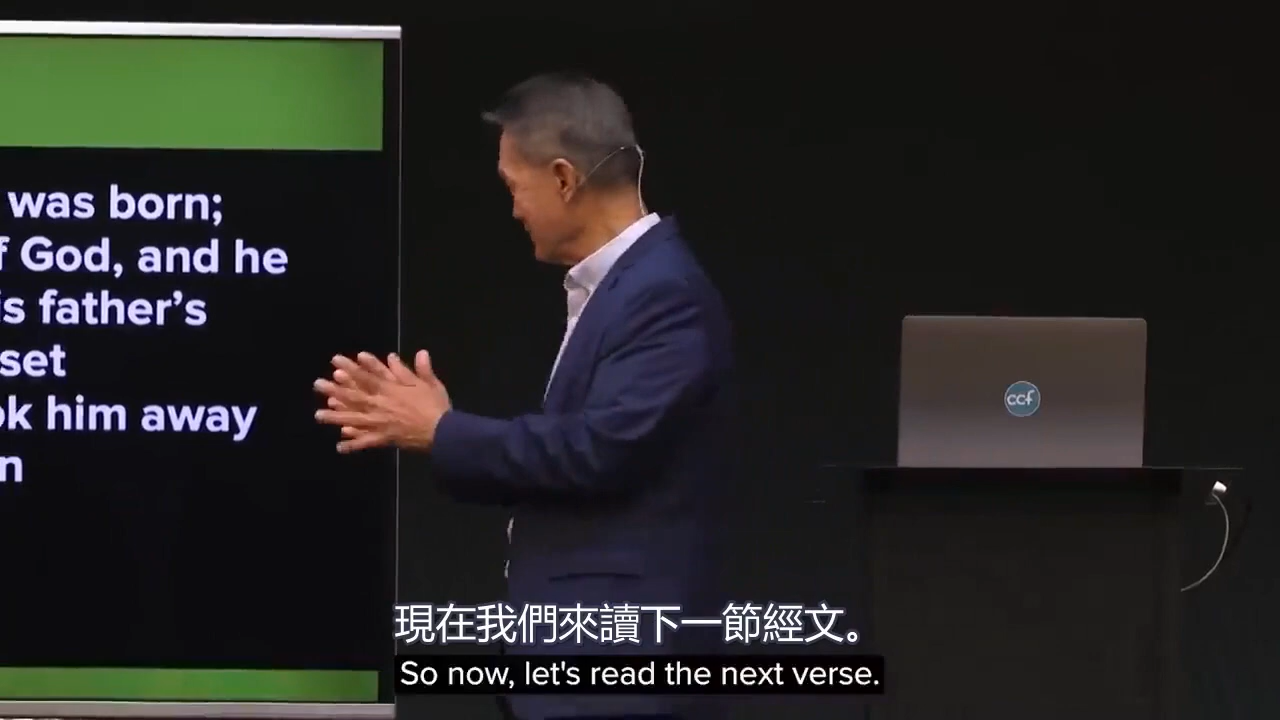 was born;
f God, and he
is father's
set
ok him away
n
ccf
現在我們來讀下一節經文。
So now, let's read the next verse.